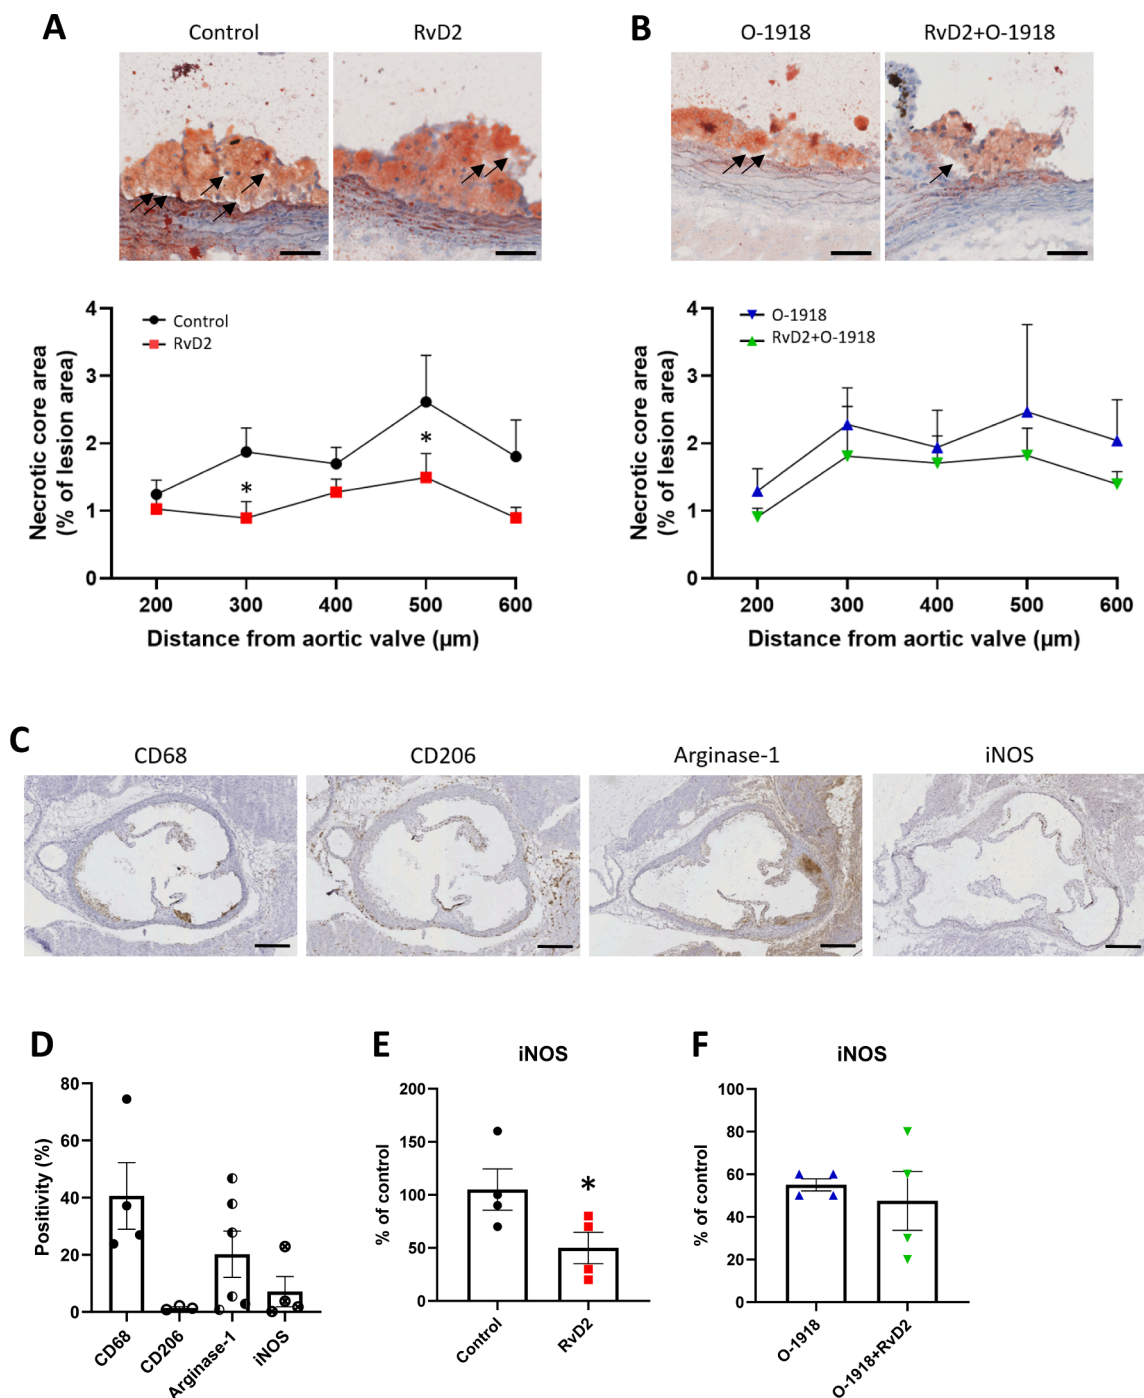 A
Control
RvD2
B
O-1918
RvD2+O-1918
Necrotic core area
(% of lesion area)
4
3
2
1
0
Control
RvD2
*
*
200
300
400
500
600
Distance from aortic valve (µm)
Necrotic core area
(% of lesion area)
4
3
2
1
0
O-1918
RvD2+O-1918
200
300
400
500
600
Distance from aortic valve (µm)
C
CD68
CD206
Arginase-1
iNOS
D
Positivity (%)
80
60
40
20
0
CD68
CD206
Arginase-1
iNOS
E
iNOS
% of control
200
150
100
50
0
*
Control
RvD2
F
iNOS
% of control
100
80
60
40
20
0
O-1918
O-1918+RvD2